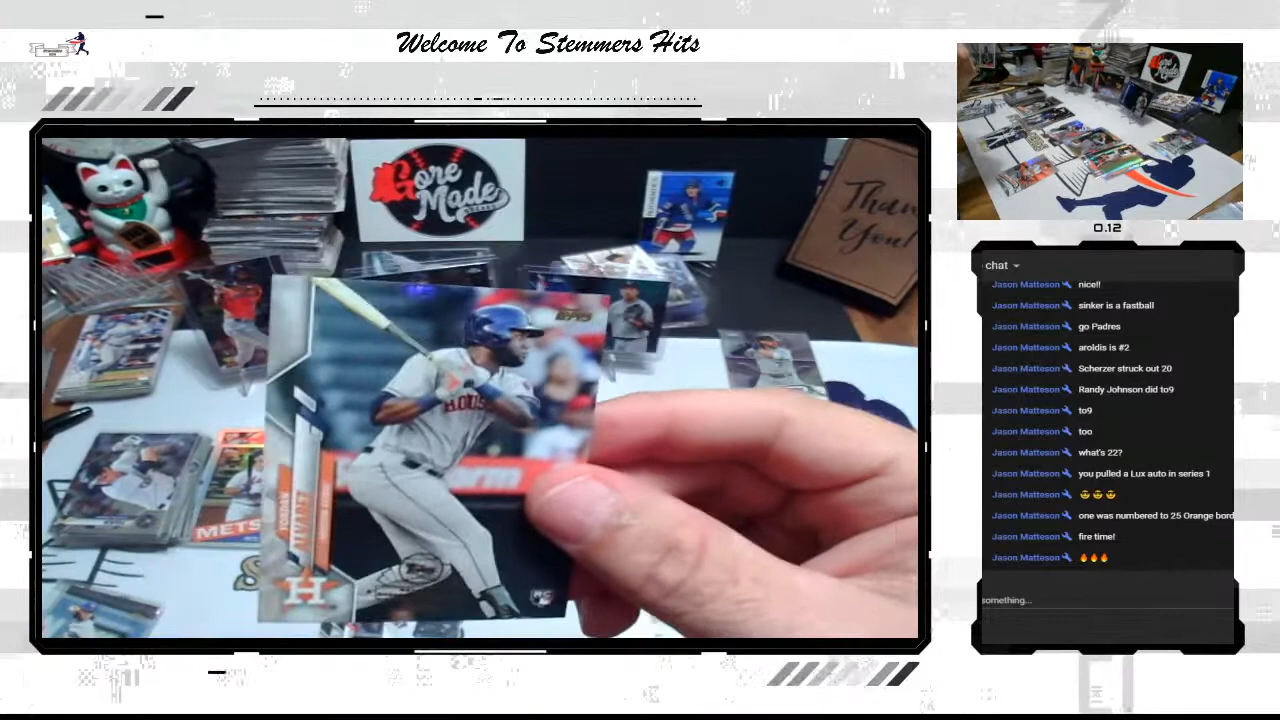 Welcome To Stemmers Hits
Gore
Made
Thank
You!
METS
HOUS
YORDAN
H
RC
0.12
chat
Jason Matteson nice!!
Jason Matteson sinker is a fastball
Jason Matteson go Padres
Jason Matteson aroldis is #2
Jason Matteson Scherzer struck out 20
Jason Matteson Randy Johnson did to9
Jason Matteson to9
Jason Matteson too
Jason Matteson what's 22?
Jason Matteson you pulled a Lux auto in series 1
Jason Matteson 😎😎😎
Jason Matteson one was numbered to 25 Orange bord
Jason Matteson fire time!
Jason Matteson 🔥🔥🔥
something...